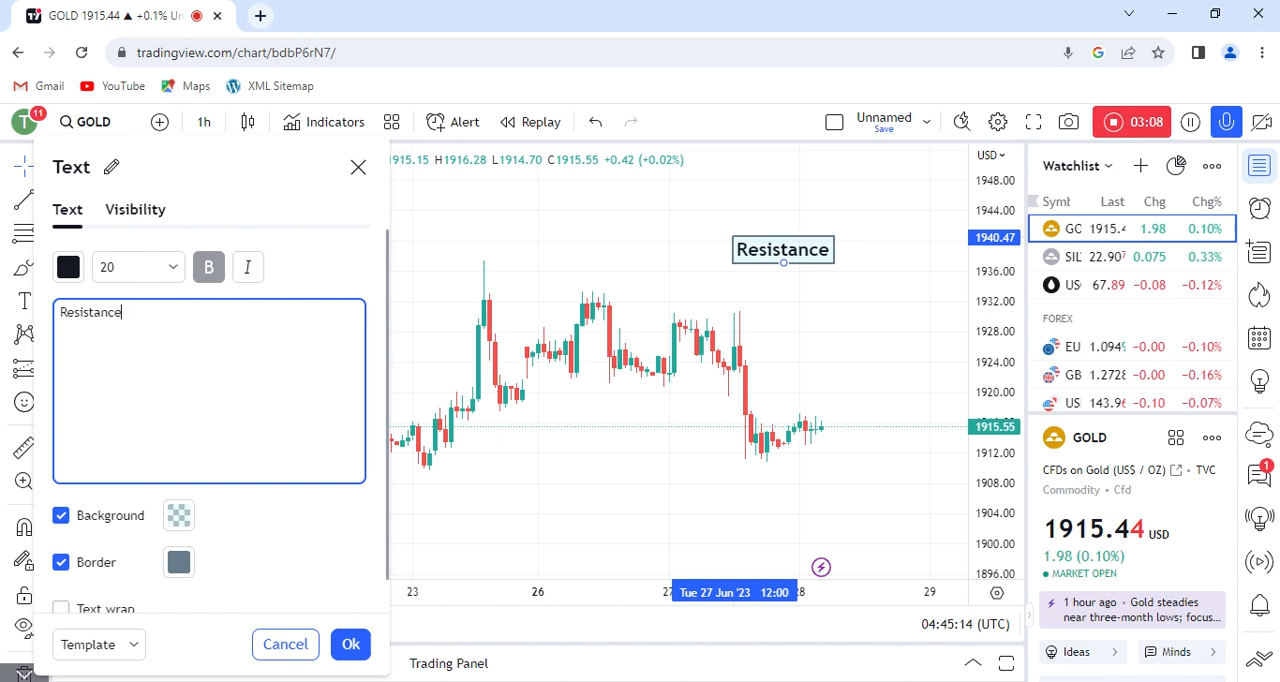 GOLD 1915.44 ▲ +0.1% Un
tradingview.com/chart/bdbP6rN7/
Gmail YouTube Maps XML Sitemap
T 11 GOLD 1h Indicators Alert Replay Unnamed Save 03:08
Text
Text Visibility
20 B I
Resistance
Background
Border
Text wrap
Template Cancel Ok
1915.15 H1916.28 L1914.70 C1915.55 +0.42 (+0.02%)
Resistance
USD
1948.00
1944.00
1940.47
1936.00
1932.00
1928.00
1924.00
1920.00
1915.55
1912.00
1908.00
1904.00
1900.00
1896.00
23 26 27 Tue 27 Jun '23 12:00 28 29
04:45:14 (UTC)
Trading Panel
Watchlist
Symt Last Chg Chg%
GC 1915.4 1.98 0.10%
SIL 22.907 0.075 0.33%
US 67.89 −0.08 −0.12%
FOREX
EU 1.0949 −0.00 −0.10%
GB 1.2728 −0.00 −0.16%
US 143.96 −0.10 −0.07%
GOLD
CFDs on Gold (US$ / OZ) • TVC
Commodity • Cfd
1915.44 USD
1.98 (0.10%)
MARKET OPEN
1 hour ago • Gold steadies
near three-month lows; focus...
Ideas Minds
1